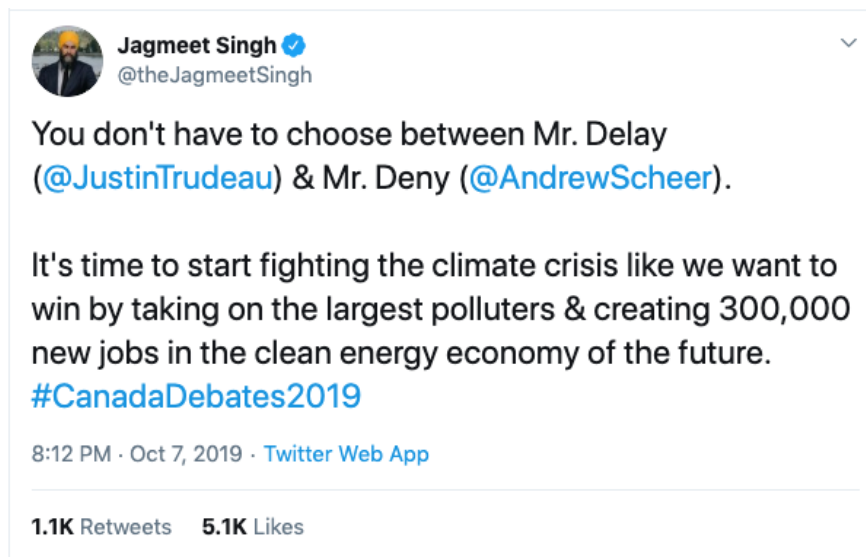 Jagmeet Singh
@theJagmeetSingh
You don't have to choose between Mr. Delay
(@JustinTrudeau) & Mr. Deny (@AndrewScheer).
It's time to start fighting the climate crisis like we want to
win by taking on the largest polluters & creating 300,000
new jobs in the clean energy economy of the future.
#CanadaDebates2019
8:12 PM · Oct 7, 2019 · Twitter Web App
1.1K Retweets 5.1K Likes